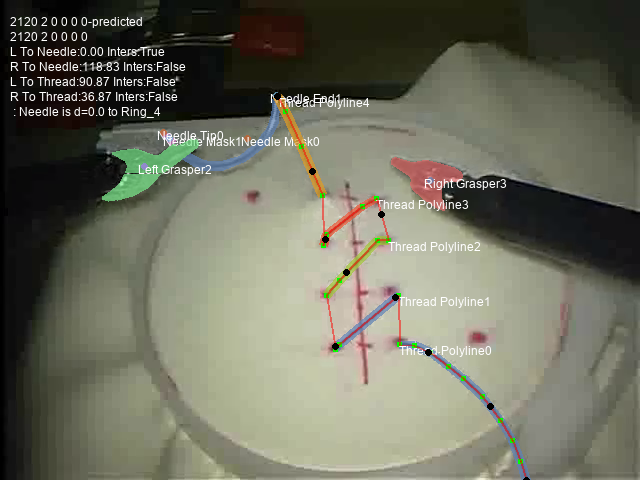 2120 2 0 0 0 0-predicted
2120 2 0 0 0 0
L To Needle:0.00 Inters:True
R To Needle:118.83 Inters:False
L To Thread:90.87 Inters:False
R To Thread:36.87 Inters:False
: Needle is d=0.0 to Ring_4
Needle End1
Thread Polyline4
Needle Tip0
Needle Mask1
Needle Mask0
Left Grasper2
Right Grasper3
Thread Polyline3
Thread Polyline2
Thread Polyline1
Thread Polyline0